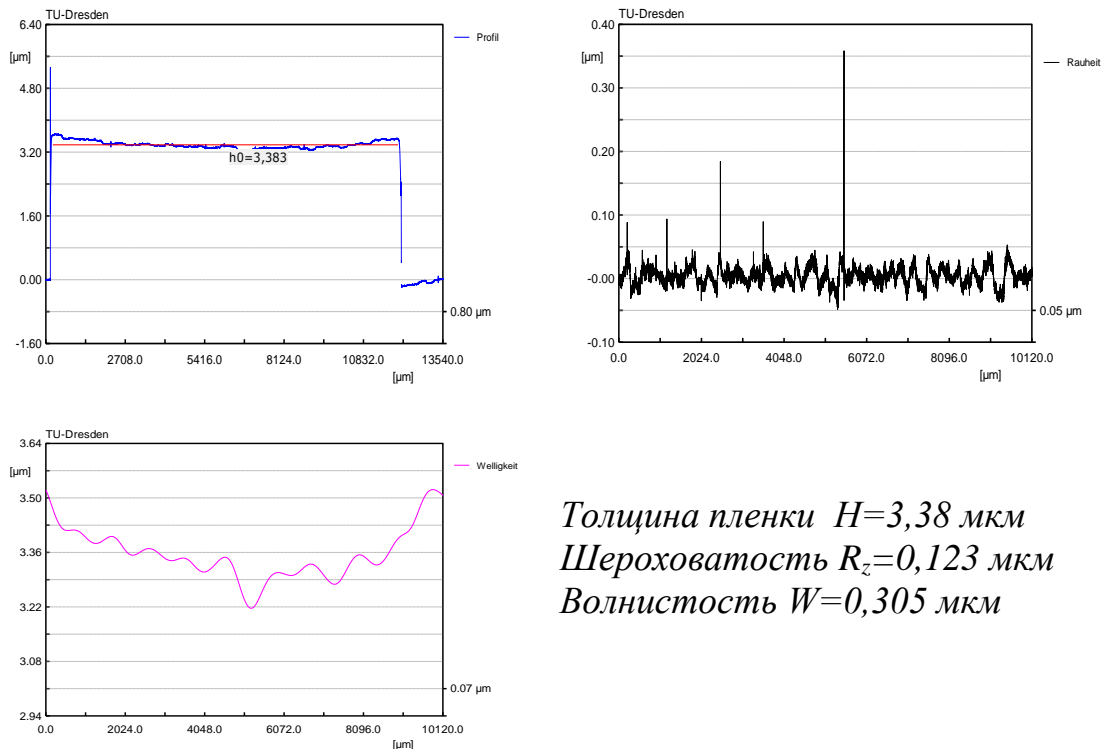 TU-Dresden
6.40
[µm]
4.80
3.20
1.60
0.00
-1.60
Profil
h0=3,383
0.80 µm
0.0 2708.0 5416.0 8124.0 10832.0 13540.0
[µm]
TU-Dresden
0.40
[µm]
0.30
0.20
0.10
-0.00
-0.10
Rauheit
0.05 µm
0.0 2024.0 4048.0 6072.0 8096.0 10120.0
[µm]
TU-Dresden
3.64
[µm]
3.50
3.36
3.22
3.08
2.94
Welligkeit
0.07 µm
0.0 2024.0 4048.0 6072.0 8096.0 10120.0
[µm]
Толщина пленки H=3,38 мкм
Шероховатость Rz=0,123 мкм
Волнистость W=0,305 мкм